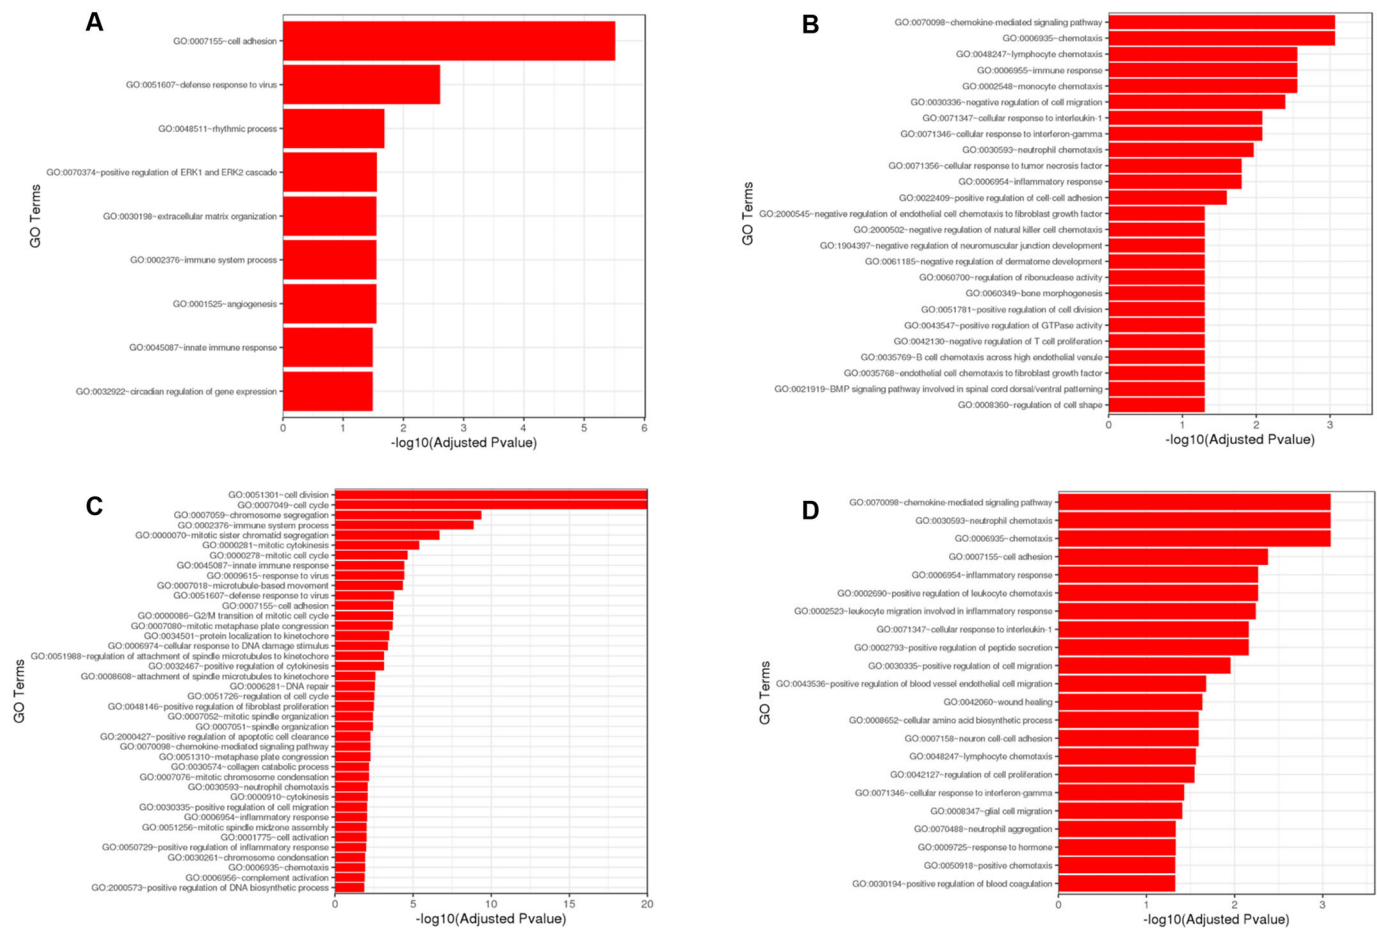 A
GO:0007155~cell adhesion
GO:0051607~defense response to virus
GO:0048511~rhythmic process
GO:0070374~positive regulation of ERK1 and ERK2 cascade
GO:0030198~extracellular matrix organization
GO:0002376~immune system process
GO:0001525~angiogenesis
GO:0045087~innate immune response
GO:0032922~circadian regulation of gene expression
GO Terms
0 1 2 3 4 5 6
-log10(Adjusted Pvalue)
B
GO:0070098~chemokine-mediated signaling pathway
GO:0006935~chemotaxis
GO:0048247~lymphocyte chemotaxis
GO:0006955~immune response
GO:0002548~monocyte chemotaxis
GO:0030336~negative regulation of cell migration
GO:0071347~cellular response to interleukin-1
GO:0071346~cellular response to interferon-gamma
GO:0030593~neutrophil chemotaxis
GO:0071356~cellular response to tumor necrosis factor
GO:0006954~inflammatory response
GO:0022409~positive regulation of cell-cell adhesion
GO:2000545~negative regulation of endothelial cell chemotaxis to fibroblast growth factor
GO:2000502~negative regulation of natural killer cell chemotaxis
GO:1904397~negative regulation of neuromuscular junction development
GO:0061185~negative regulation of dermatome development
GO:0060700~regulation of ribonuclease activity
GO:0060349~bone morphogenesis
GO:0051781~positive regulation of cell division
GO:0043547~positive regulation of GTPase activity
GO:0042130~negative regulation of T cell proliferation
GO:0035769~B cell chemotaxis across high endothelial venule
GO:0035768~endothelial cell chemotaxis to fibroblast growth factor
GO:0021919~BMP signaling pathway involved in spinal cord dorsal/ventral patterning
GO:0008360~regulation of cell shape
GO Terms
0 1 2 3
-log10(Adjusted Pvalue)
C
GO:0051301~cell division
GO:0007049~cell cycle
GO:0007059~chromosome segregation
GO:0002376~immune system process
GO:0000070~mitotic sister chromatid segregation
GO:0000281~mitotic cytokinesis
GO:0000278~mitotic cell cycle
GO:0045087~innate immune response
GO:0009615~response to virus
GO:0007018~microtubule-based movement
GO:0051607~defense response to virus
GO:0007155~cell adhesion
GO:0000086~G2/M transition of mitotic cell cycle
GO:0007080~mitotic metaphase plate congression
GO:0034501~protein localization to kinetochore
GO:0006974~cellular response to DNA damage stimulus
GO:0051988~regulation of attachment of spindle microtubules to kinetochore
GO:0032467~positive regulation of cytokinesis
GO:0008608~attachment of spindle microtubules to kinetochore
GO:0006281~DNA repair
GO:0051726~regulation of cell cycle
GO:0048146~positive regulation of fibroblast proliferation
GO:0007052~mitotic spindle organization
GO:0007051~spindle organization
GO:2000427~positive regulation of apoptotic cell clearance
GO:0070098~chemokine-mediated signaling pathway
GO:0051310~metaphase plate congression
GO:0030574~collagen catabolic process
GO:0007076~mitotic chromosome condensation
GO:0030593~neutrophil chemotaxis
GO:0000910~cytokinesis
GO:0030335~positive regulation of cell migration
GO:0006954~inflammatory response
GO:0051256~mitotic spindle midzone assembly
GO:0001775~cell activation
GO:0050729~positive regulation of inflammatory response
GO:0030261~chromosome condensation
GO:0006935~chemotaxis
GO:0006956~complement activation
GO:2000573~positive regulation of DNA biosynthetic process
GO Terms
0 5 10 15 20
-log10(Adjusted Pvalue)
D
GO:0070098~chemokine-mediated signaling pathway
GO:0030593~neutrophil chemotaxis
GO:0006935~chemotaxis
GO:0007155~cell adhesion
GO:0006954~inflammatory response
GO:0002690~positive regulation of leukocyte chemotaxis
GO:0002523~leukocyte migration involved in inflammatory response
GO:0071347~cellular response to interleukin-1
GO:0002793~positive regulation of peptide secretion
GO:0030335~positive regulation of cell migration
GO:0043536~positive regulation of blood vessel endothelial cell migration
GO:0042060~wound healing
GO:0008652~cellular amino acid biosynthetic process
GO:0007158~neuron cell-cell adhesion
GO:0048247~lymphocyte chemotaxis
GO:0042127~regulation of cell proliferation
GO:0071346~cellular response to interferon-gamma
GO:0008347~glial cell migration
GO:0070488~neutrophil aggregation
GO:0009725~response to hormone
GO:0050918~positive chemotaxis
GO:0030194~positive regulation of blood coagulation
GO Terms
0 1 2 3
-log10(Adjusted Pvalue)